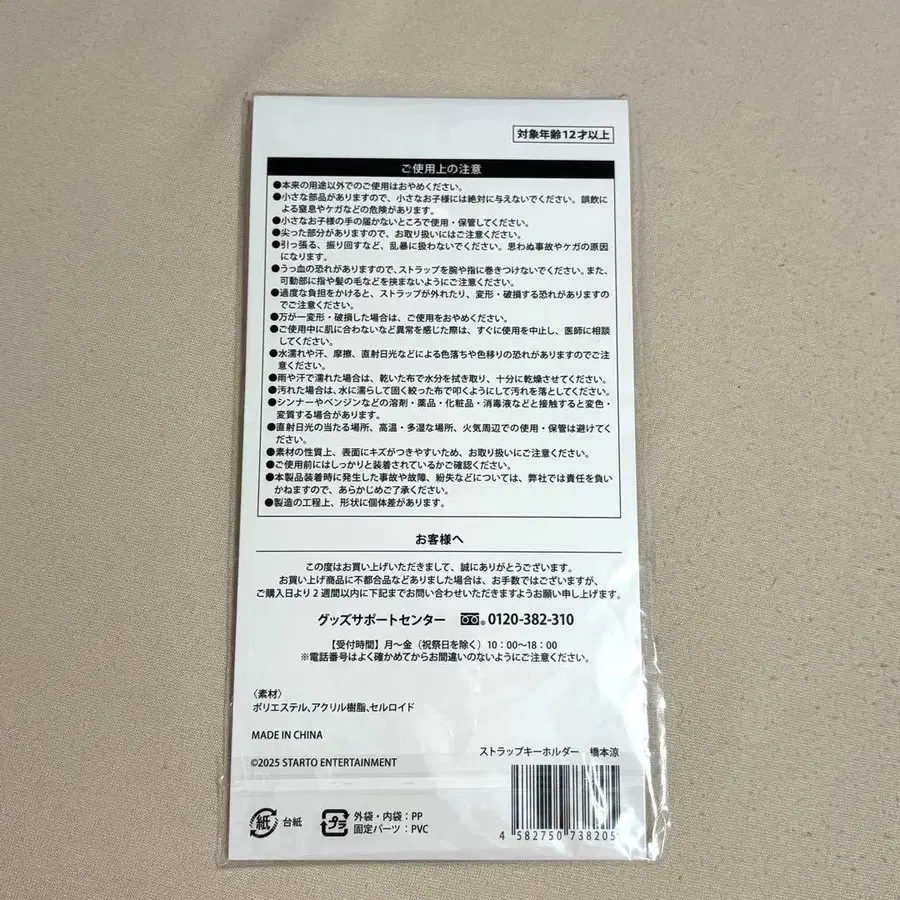 対象年齢12才以上
ご使用上の注意
●本来の用途以外でのご使用はおやめください。
●小さな部品がありますので、小さなお子様には絶対に与えないでください。誤飲に
よる窒息やケガなどの危険があります。
●小さなお子様の手の届かないところで使用・保管してください。
●尖った部分がありますので、お取り扱いにはご注意ください。
●引っ張る、振り回すなど、乱暴に扱わないでください。思わぬ事故やケガの原因
になります。
●うっ血の恐れがありますので、ストラップを腕や指に巻きつけないでください。また、
可動部に指や髪の毛などを挟まないようにご注意ください。
●過度な負担をかけると、ストラップが外れたり、変形・破損する恐れがありますの
でご注意ください。
●万が一変形・破損した場合は、ご使用をおやめください。
●ご使用中に肌に合わないなど異常を感じた際は、すぐに使用を中止し、医師に相談
してください。
●水濡れや汗、摩擦、直射日光などによる色落ちや色移りの恐れがありますのでご注
意ください。
●雨や汗で濡れた場合は、乾いた布で水分を拭き取り、十分に乾燥させてください。
●汚れた場合は、水に濡らして固く絞った布で叩くようにして汚れを落としてください。
●シンナーやベンジンなどの溶剤・薬品・化粧品・消毒液などと接触すると変色・
変質する場合があります。
●直射日光の当たる場所、高温・多湿な場所、火気周辺での使用・保管は避けてく
ださい。
●素材の性質上、表面にキズがつきやすいため、お取り扱いにご注意ください。
●ご使用前にはしっかりと装着されているかご確認ください。
●本製品装着時に発生した事故や故障、紛失などについては、弊社では責任を負い
かねますので、あらかじめご了承ください。
●製造の工程上、形状に個体差があります。
お客様へ
この度はお買い上げいただきまして、誠にありがとうございます。
お買い上げ商品に不都合品などありました場合は、お手数ではございますが、
ご購入日より2週間以内に下記までお問い合わせいただきますようお願い申し上げます。
グッズサポートセンター ®0120-382-310
【受付時間】月〜金（祝祭日を除く）10：00〜18：00
※電話番号はよく確かめてからお間違いのないようにご注意ください。
〈素材〉
ポリエステル、アクリル樹脂、セルロイド
MADE IN CHINA
ストラップキーホルダー 橋本涼
©2025 STARTO ENTERTAINMENT
紙 台紙
プラ 外袋・内袋：PP
固定パーツ：PVC
4 582750 738205